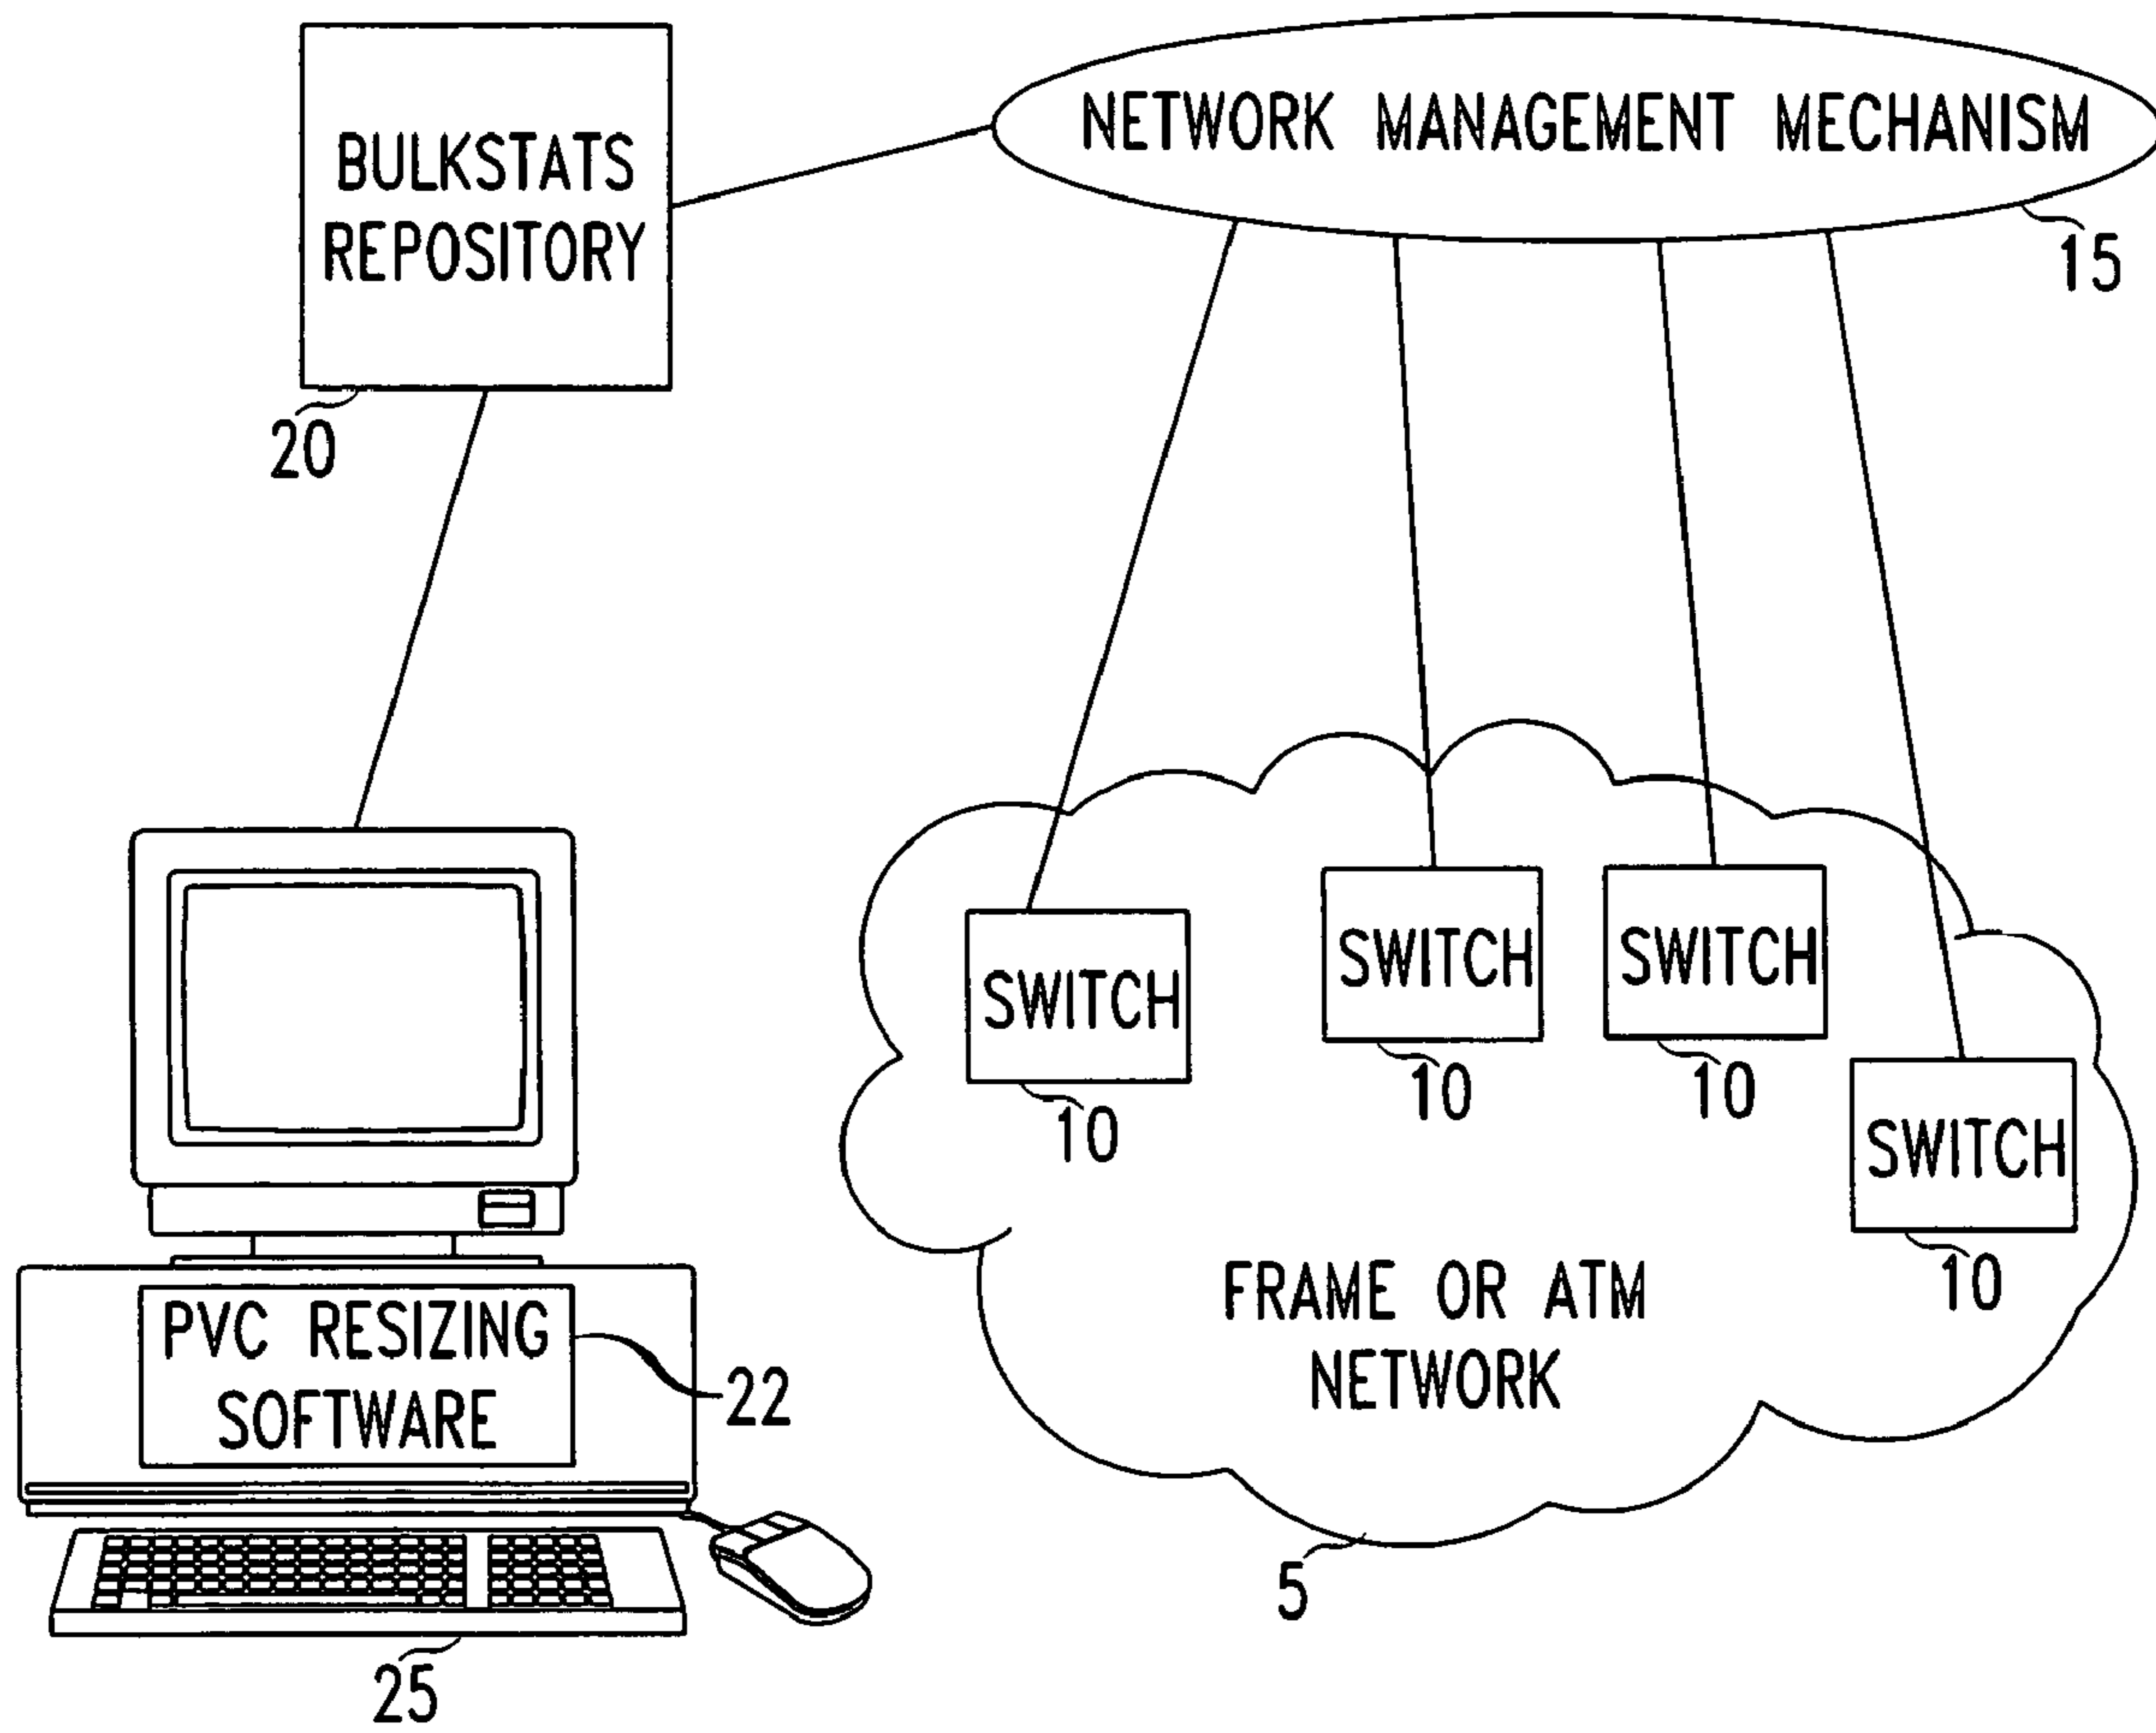 BULKSTATS
REPOSITORY
20
NETWORK MANAGEMENT MECHANISM
15
SWITCH
10
SWITCH
10
SWITCH
10
SWITCH
10
FRAME OR ATM
NETWORK
5
PVC RESIZING
SOFTWARE
22
25